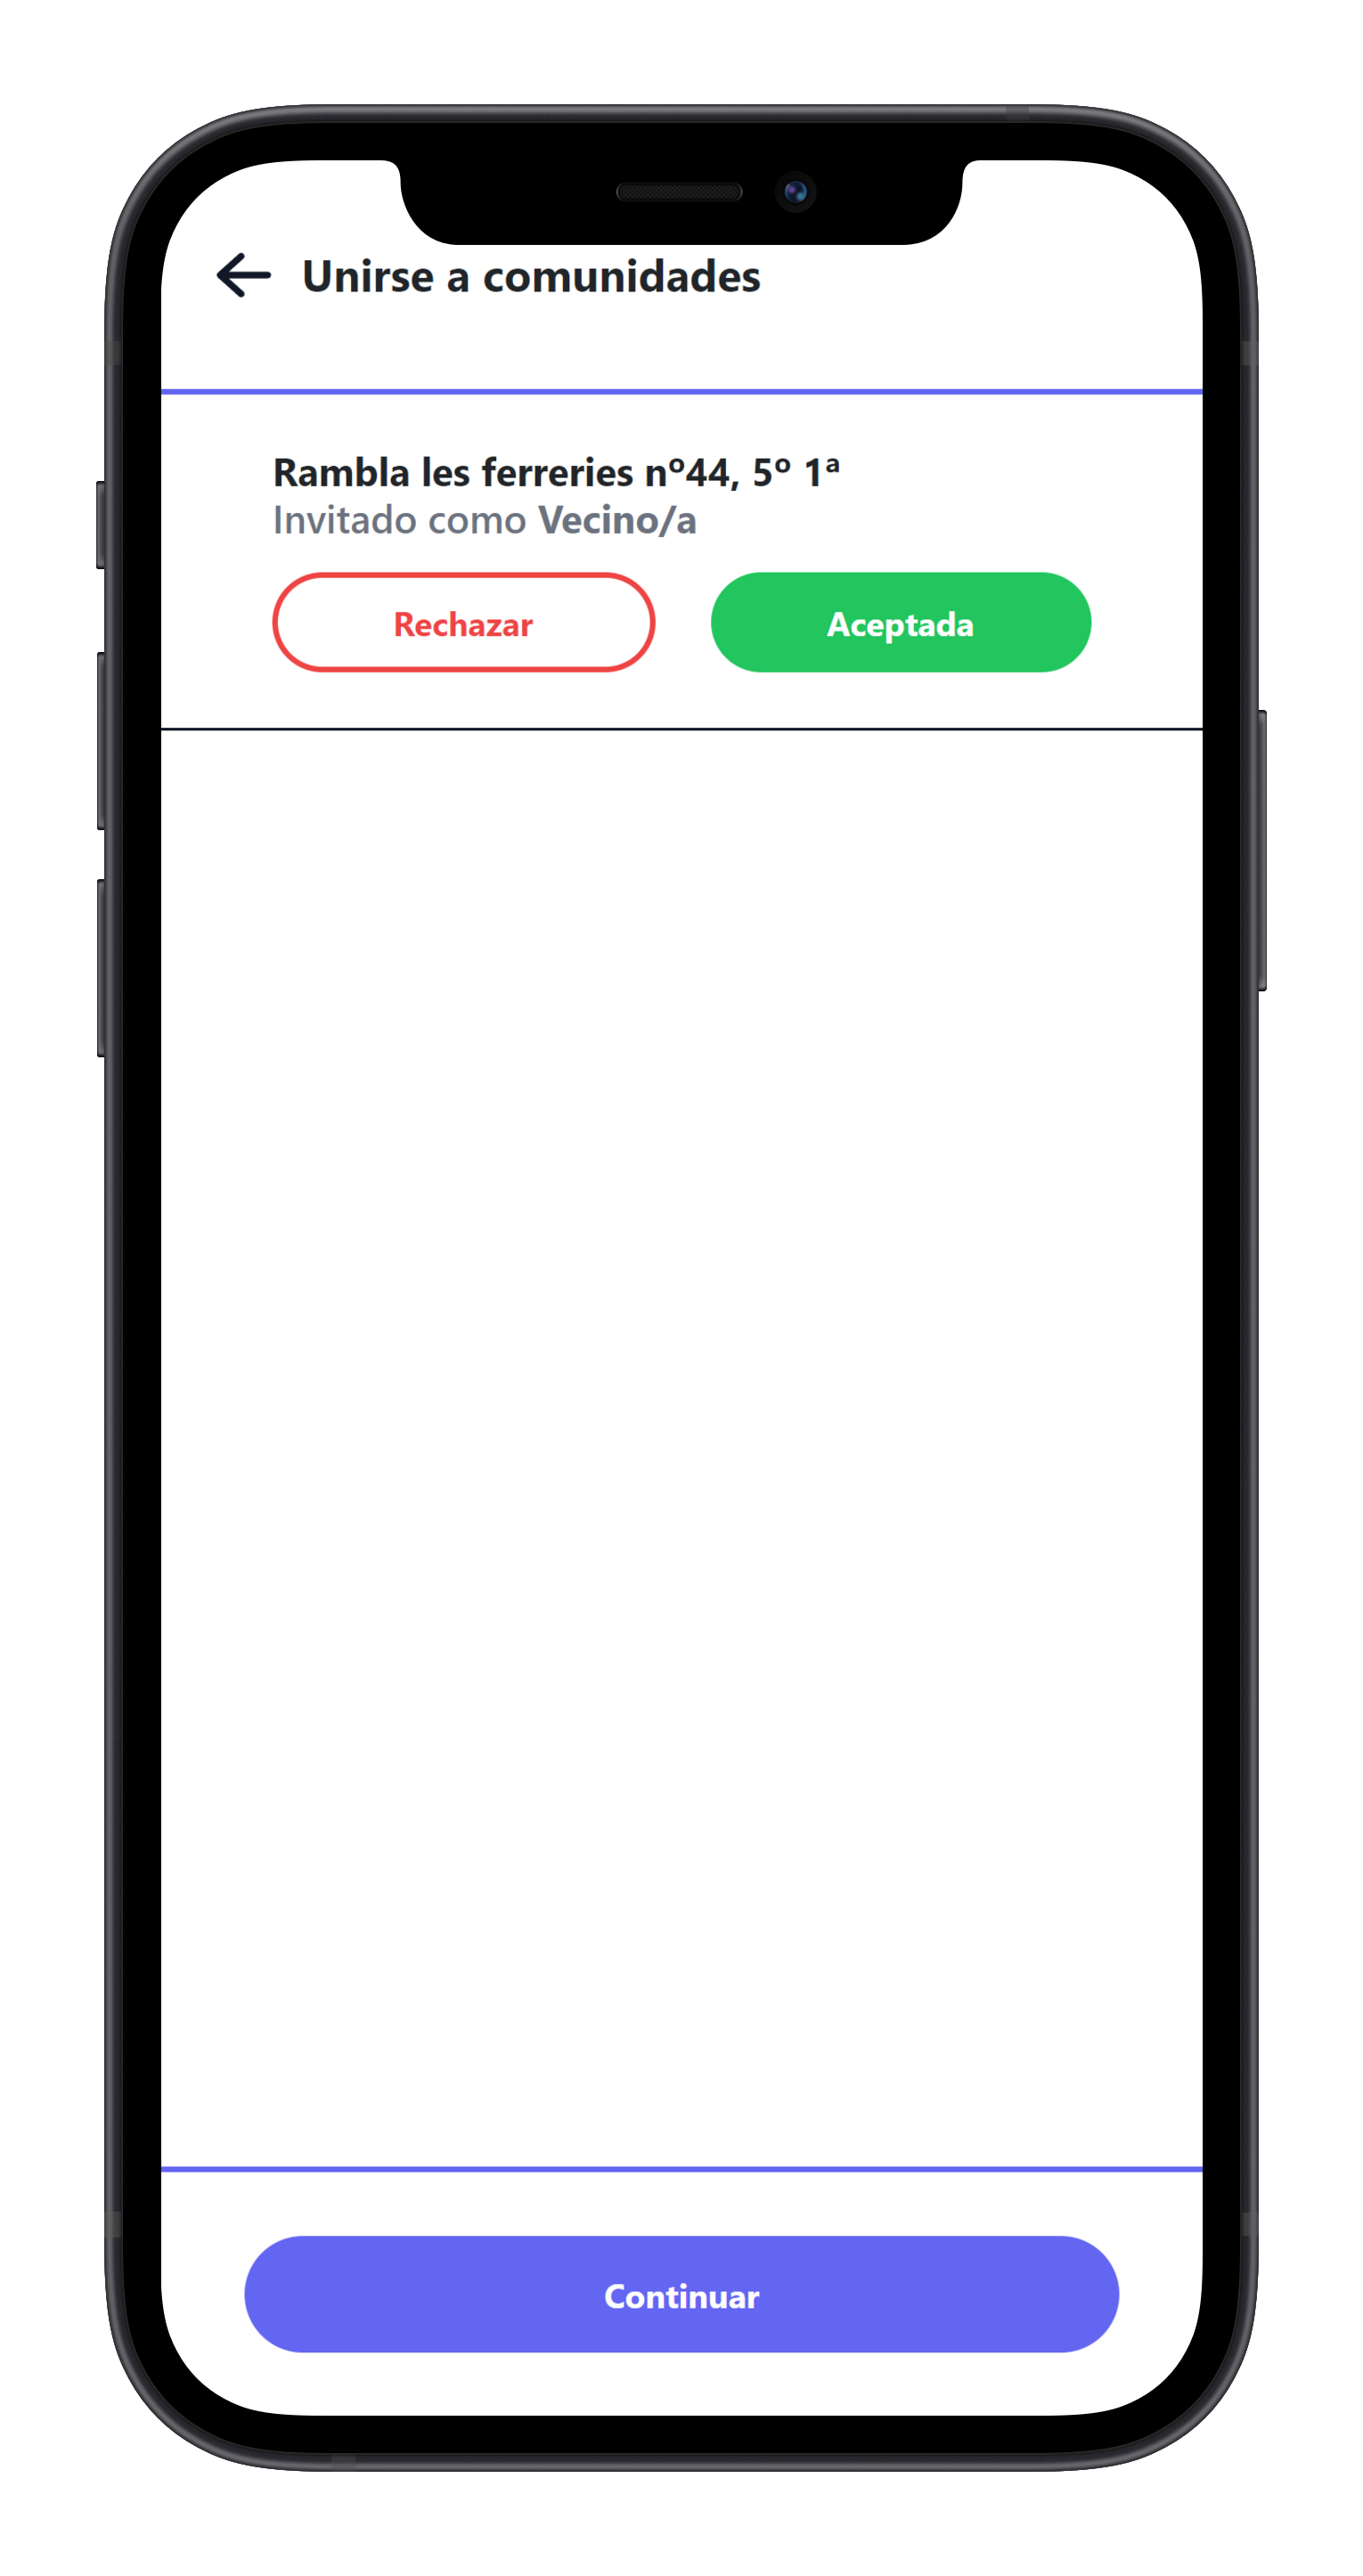 Unirse a comunidades
Rambla les ferreries nº44, 5º 1ª
Invitado como Vecino/a
Rechazar
Aceptada
Continuar